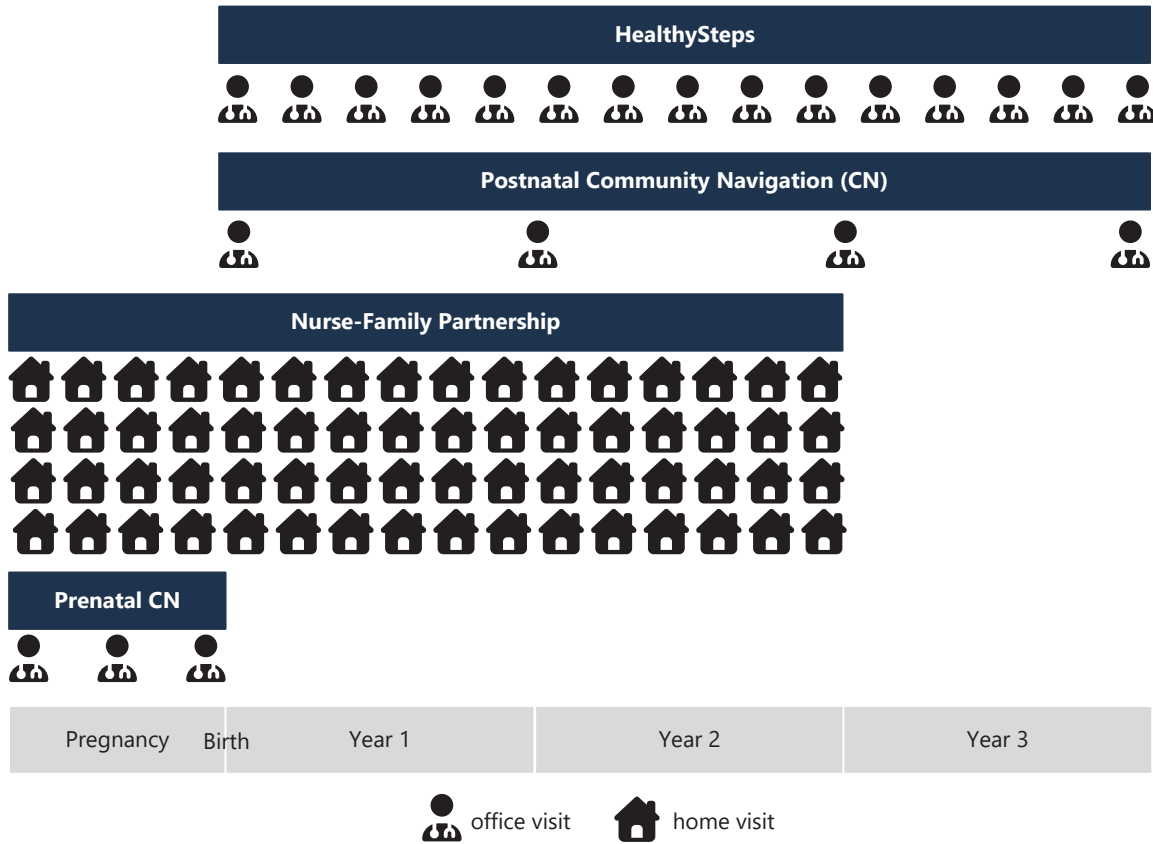 HealthySteps
Postnatal Community Navigation (CN)
Nurse-Family Partnership
Prenatal CN
Pregnancy Birth Year 1 Year 2 Year 3
office visit home visit